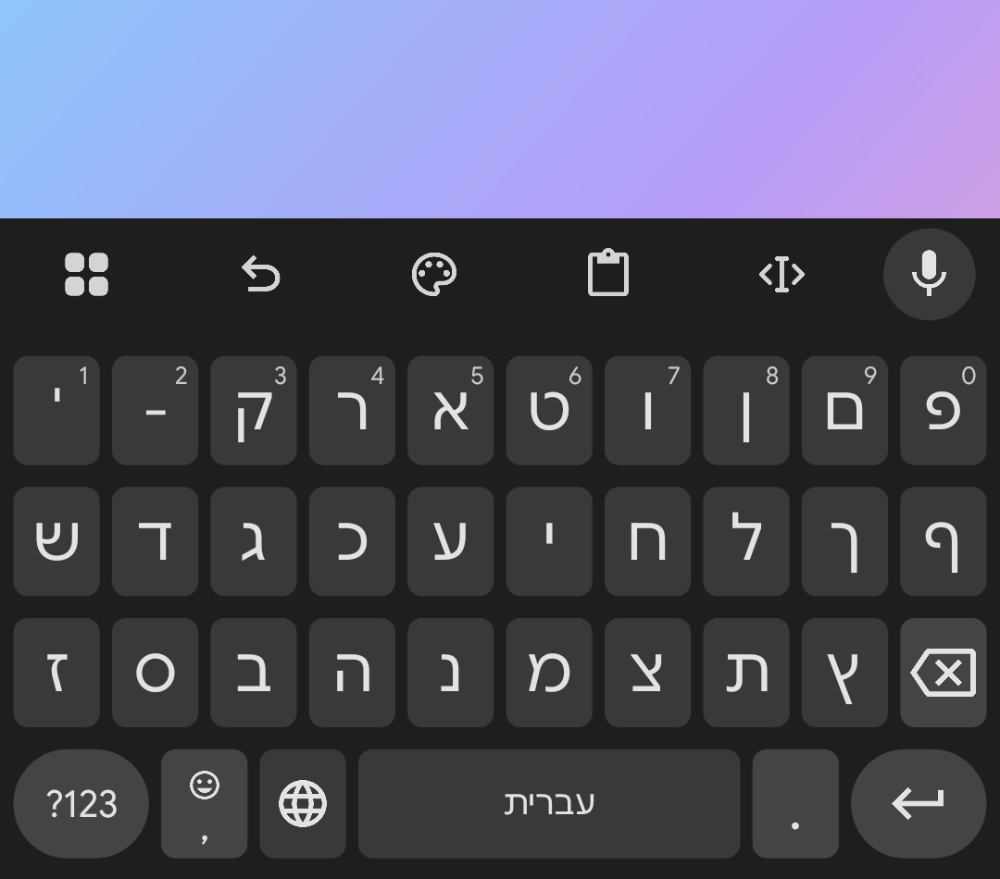 1 2 3 4 5 6 7 8 9 0
' - ק ר א ט ו ן ם פ
ש ד ג כ ע י ח ל ך ף
ז ס ב ה נ מ צ ת ץ
?123 , עברית .